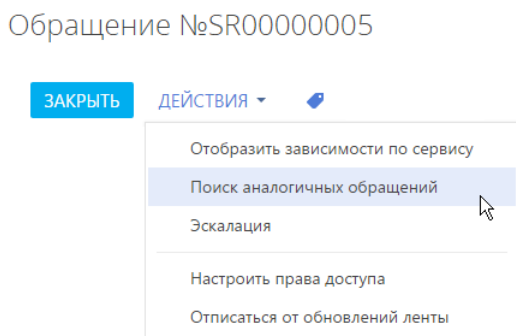 Обращение №SR00000005
ЗАКРЫТЬ ДЕЙСТВИЯ
Отобразить зависимости по сервису
Поиск аналогичных обращений
Эскалация
Настроить права доступа
Отписаться от обновлений ленты